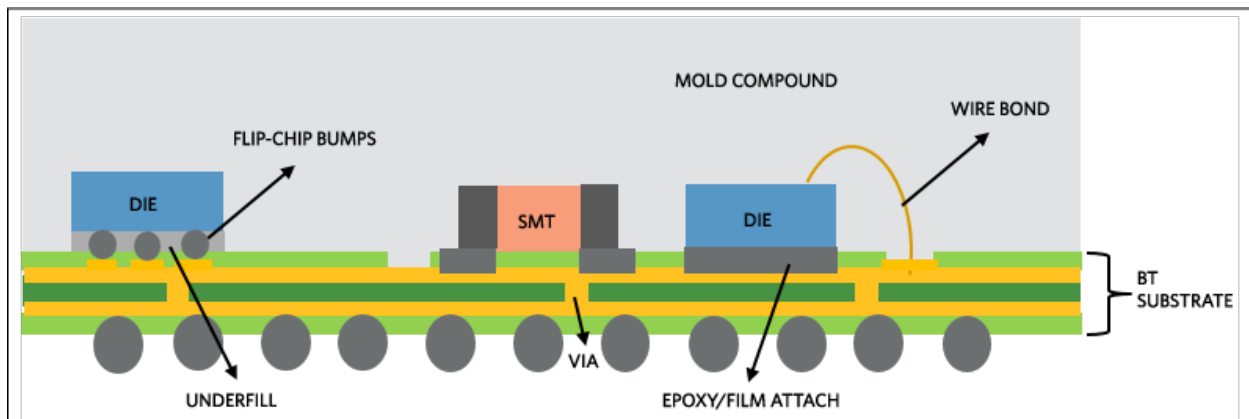 MOLD COMPOUND
WIRE BOND
FLIP-CHIP BUMPS
DIE
SMT
DIE
BT
SUBSTRATE
VIA
UNDERFILL
EPOXY/FILM ATTACH